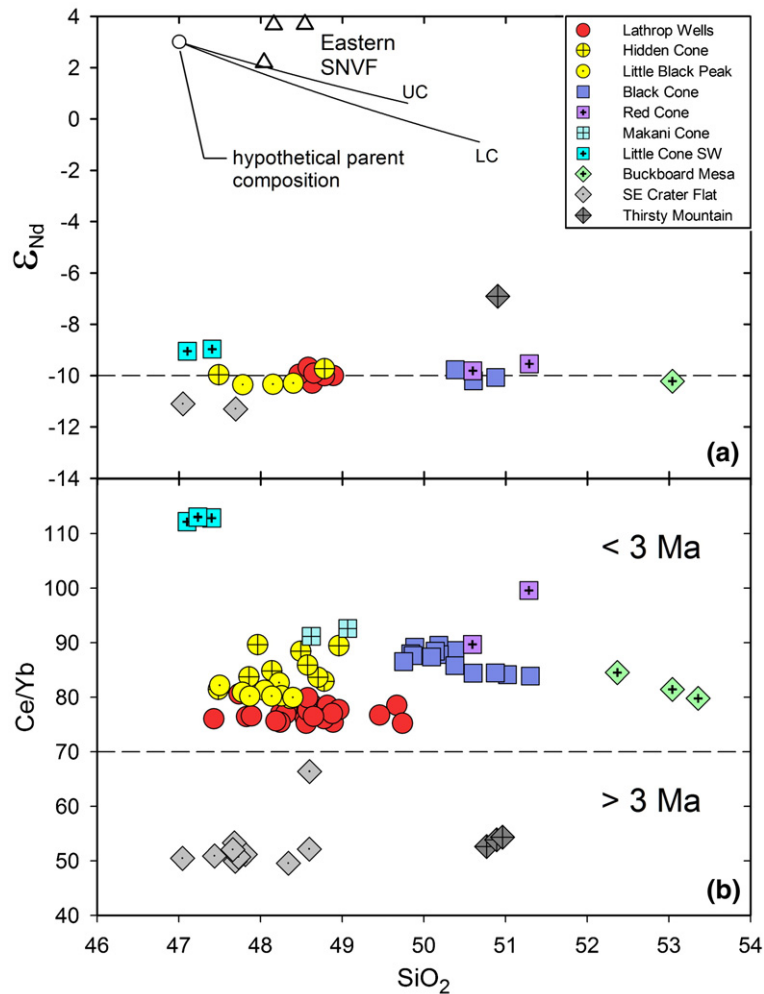 4
2
0
-2
-4
-6
-8
-10
-12
-14
εNd
(a)
Eastern
SNVF
UC
LC
hypothetical parent
composition
Lathrop Wells
Hidden Cone
Little Black Peak
Black Cone
Red Cone
Makani Cone
Little Cone SW
Buckboard Mesa
SE Crater Flat
Thirsty Mountain
110
100
90
80
70
60
50
40
Ce/Yb
< 3 Ma
> 3 Ma
(b)
46 47 48 49 50 51 52 53 54
SiO2